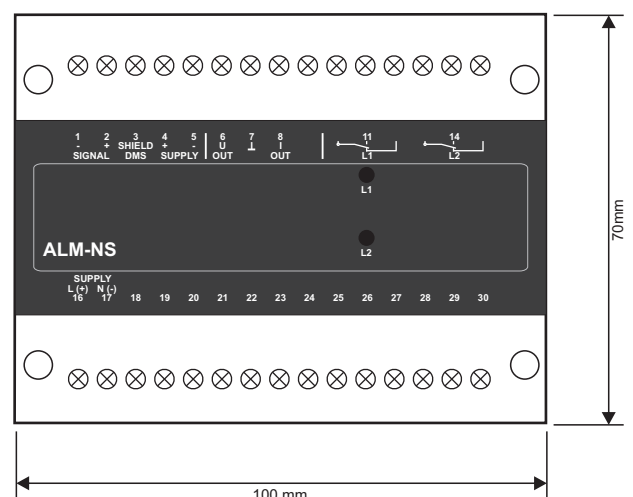 1 2 3 4 5 6 7 8 11 14
- + SHIELD + - U ⊥ I
SIGNAL DMS SUPPLY OUT OUT L1 L2
L1
L2
ALM-NS
SUPPLY
L (+) N (-)
16 17 18 19 20 21 22 23 24 25 26 27 28 29 30
70mm
100 mm